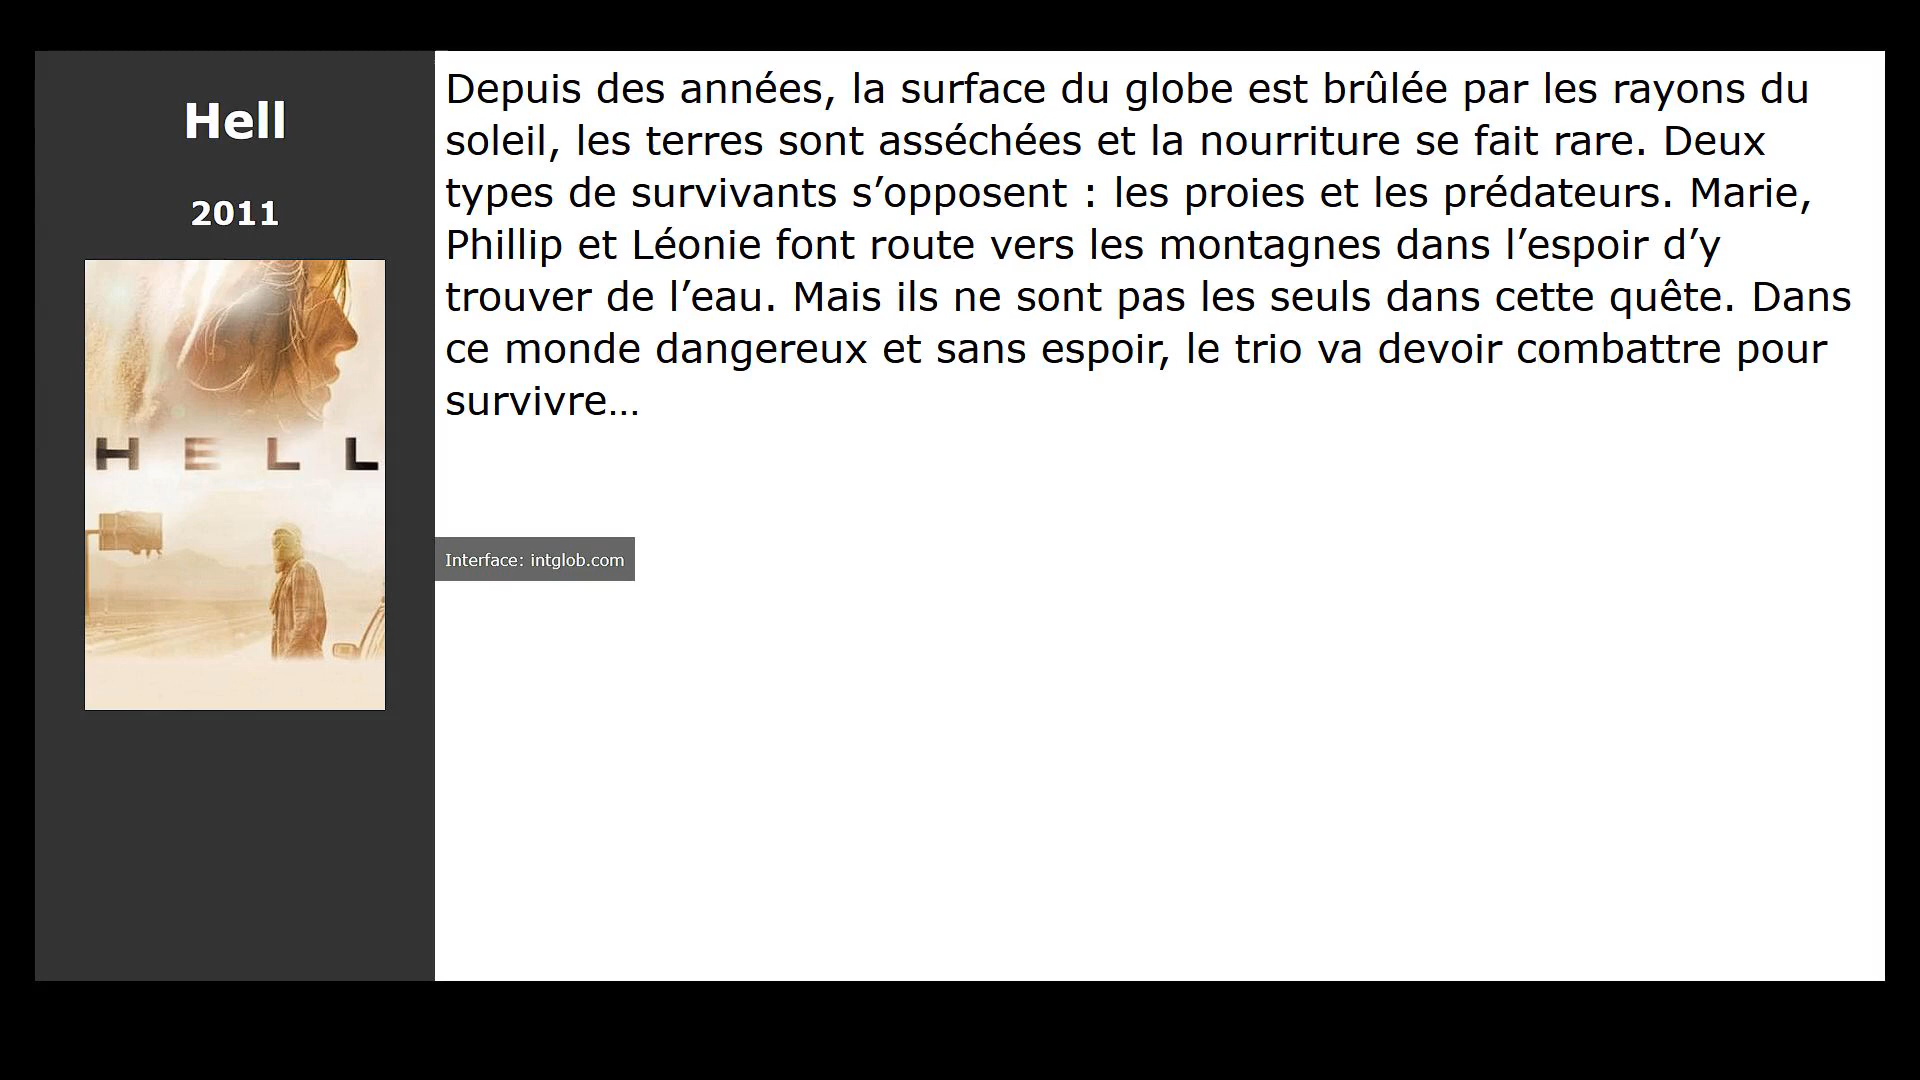 Hell
2011
HELL
Depuis des années, la surface du globe est brûlée par les rayons du
soleil, les terres sont asséchées et la nourriture se fait rare. Deux
types de survivants s’opposent : les proies et les prédateurs. Marie,
Phillip et Léonie font route vers les montagnes dans l’espoir d’y
trouver de l’eau. Mais ils ne sont pas les seuls dans cette quête. Dans
ce monde dangereux et sans espoir, le trio va devoir combattre pour
survivre…
Interface: intglob.com